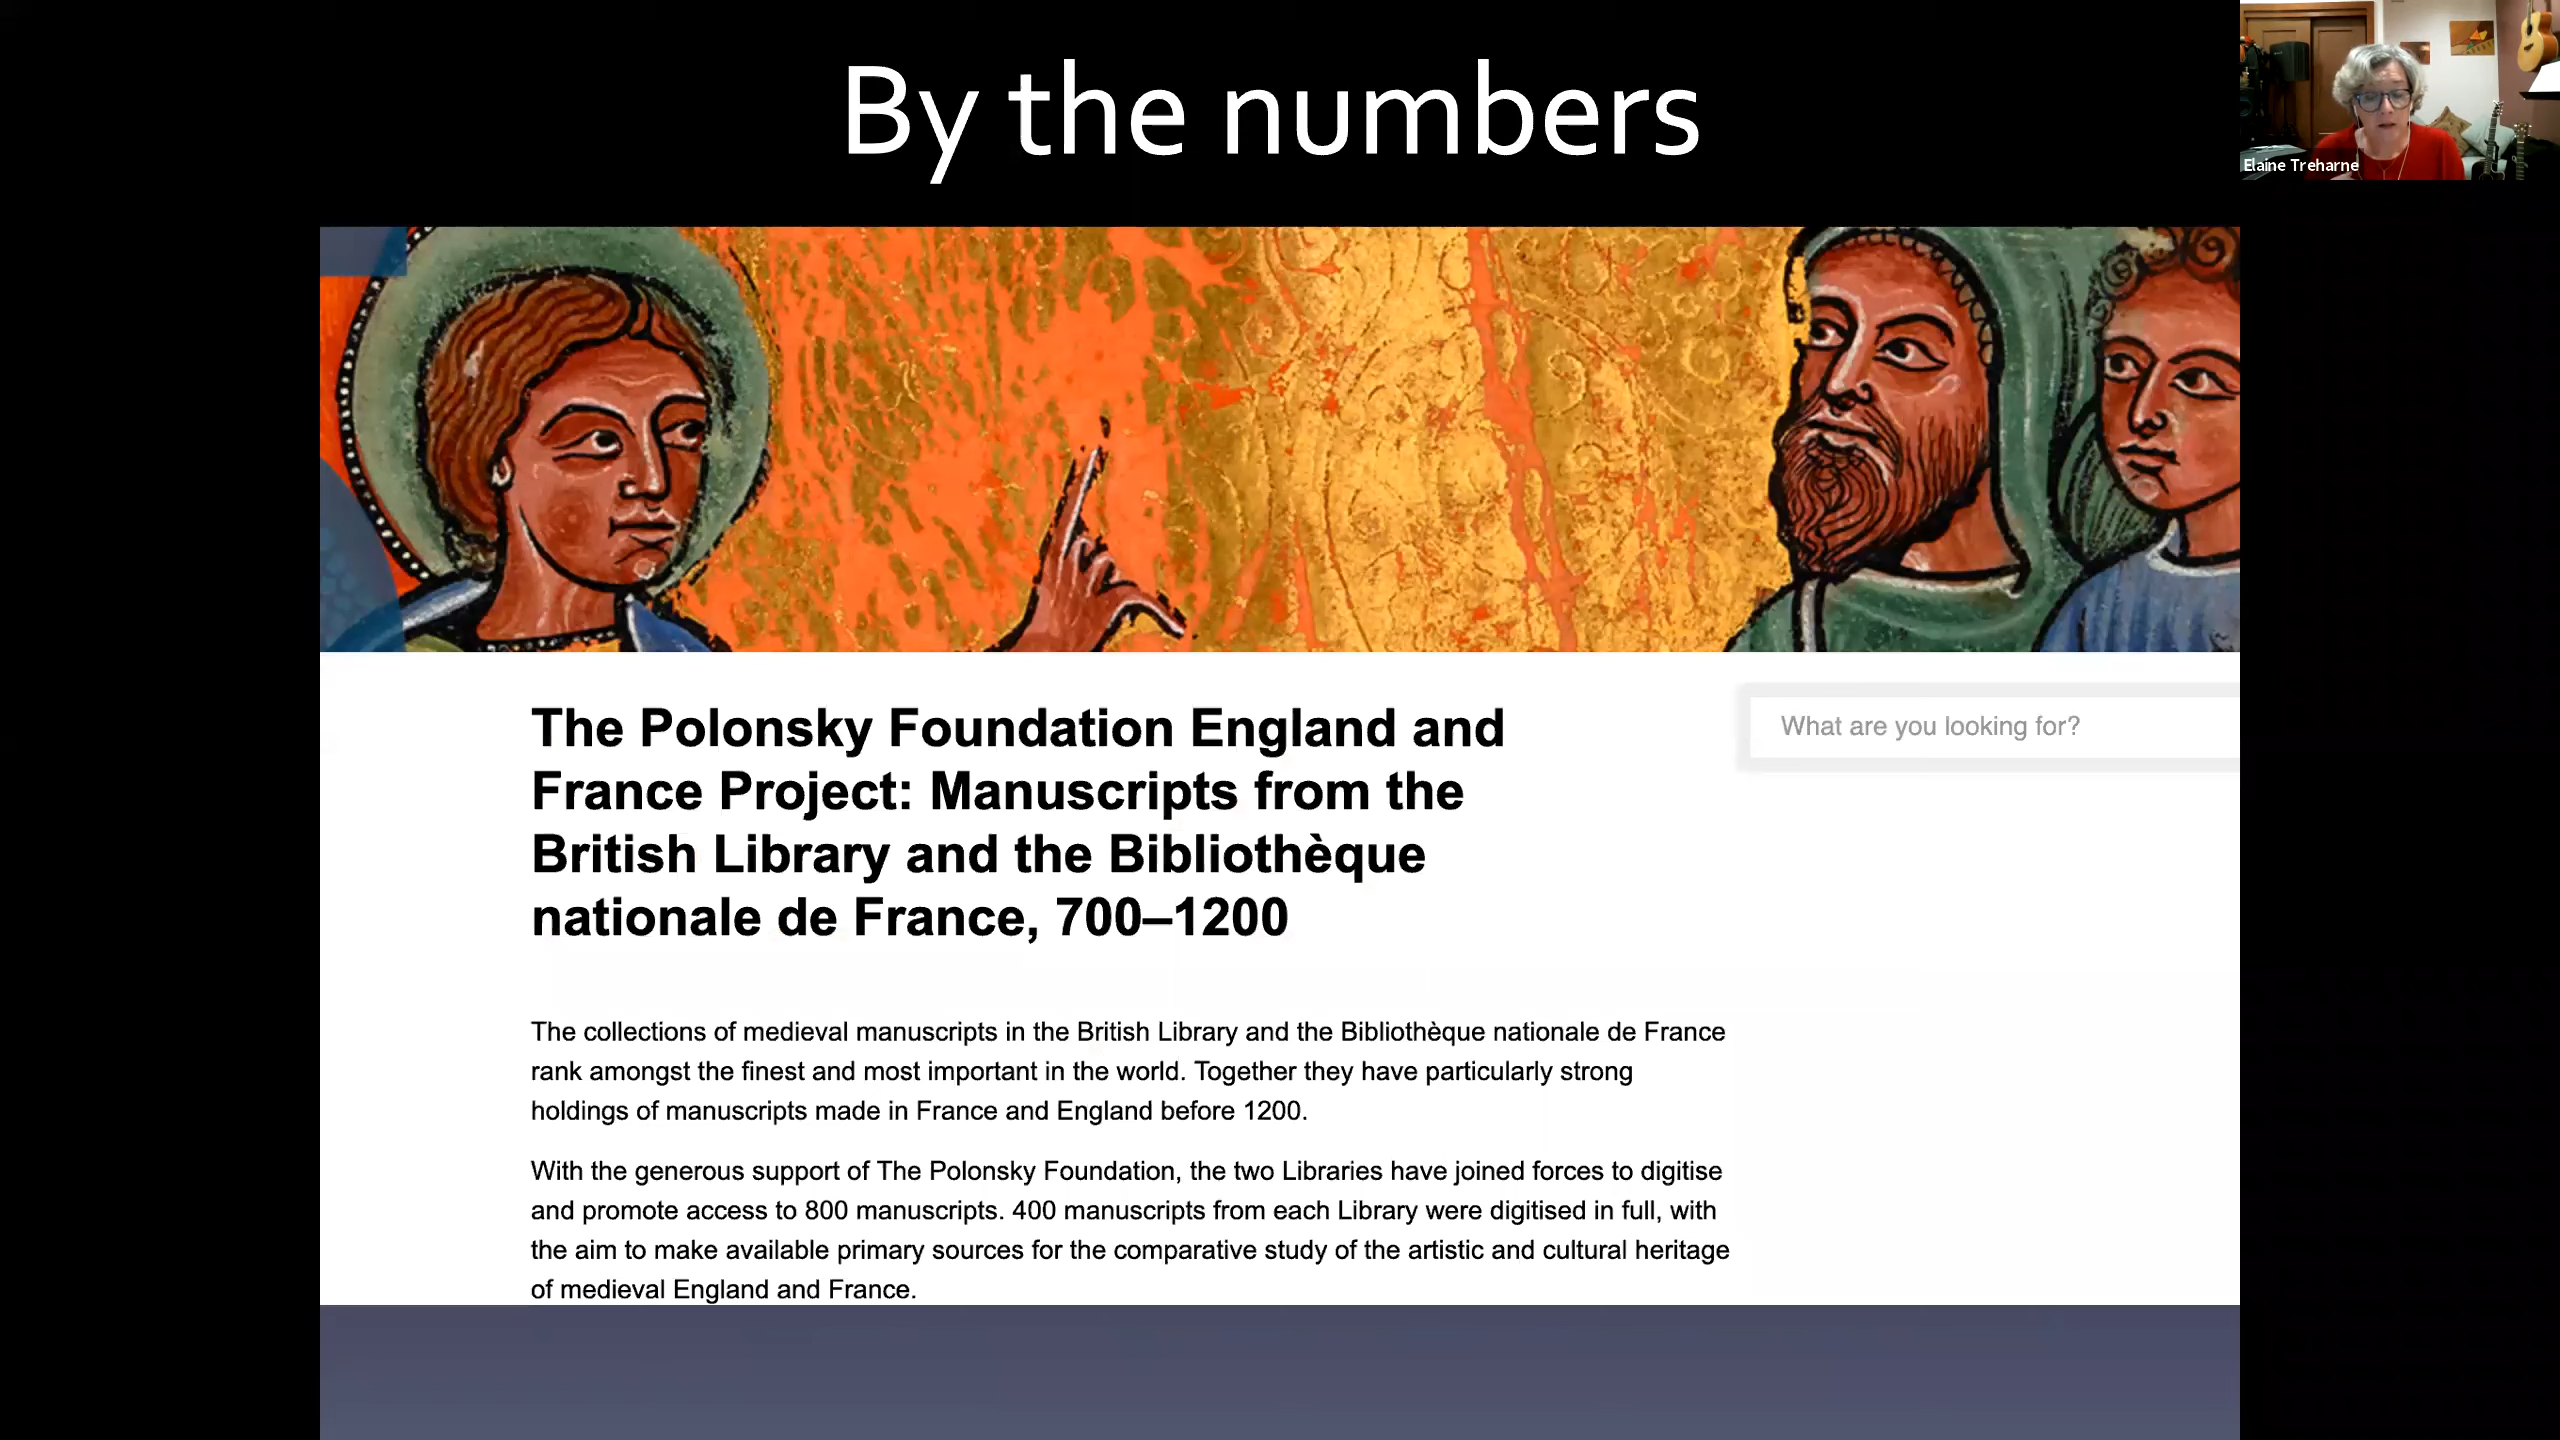 By the numbers
Elaine Treharne
The Polonsky Foundation England and
France Project: Manuscripts from the
British Library and the Bibliothèque
nationale de France, 700–1200
What are you looking for?
The collections of medieval manuscripts in the British Library and the Bibliothèque nationale de France
rank amongst the finest and most important in the world. Together they have particularly strong
holdings of manuscripts made in France and England before 1200.
With the generous support of The Polonsky Foundation, the two Libraries have joined forces to digitise
and promote access to 800 manuscripts. 400 manuscripts from each Library were digitised in full, with
the aim to make available primary sources for the comparative study of the artistic and cultural heritage
of medieval England and France.